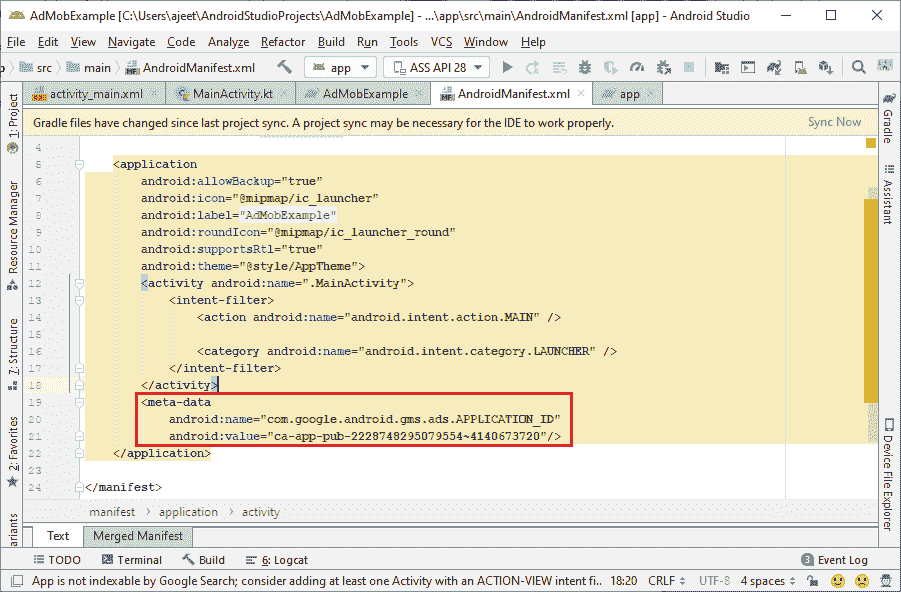 AdMobExample [C:\Users\ajeet\AndroidStudioProjects\AdMobExample] - ...\app\src\main\AndroidManifest.xml [app] - Android Studio
File Edit View Navigate Code Analyze Refactor Build Run Tools VCS Window Help
src main AndroidManifest.xml app ASS API 28
activity_main.xml MainActivity.kt AdMobExample AndroidManifest.xml app
Gradle files have changed since last project sync. A project sync may be necessary for the IDE to work properly. Sync Now
1: Project
Resource Manager
7: Structure
2: Favorites
ariants
4
5 <application
6 android:allowBackup="true"
7 android:icon="@mipmap/ic_launcher"
8 android:label="AdMobExample"
9 android:roundIcon="@mipmap/ic_launcher_round"
10 android:supportsRtl="true"
11 android:theme="@style/AppTheme">
12 <activity android:name=".MainActivity">
13 <intent-filter>
14 <action android:name="android.intent.action.MAIN" />
15
16 <category android:name="android.intent.category.LAUNCHER" />
17 </intent-filter>
18 </activity>
19 <meta-data
20 android:name="com.google.android.gms.ads.APPLICATION_ID"
21 android:value="ca-app-pub-2228748295079554~4140673720"/>
22 </application>
23
24 </manifest>
Gradle
Assistant
Device File Explorer
manifest application activity
Text Merged Manifest
TODO Terminal Build 6: Logcat 3 Event Log
App is not indexable by Google Search; consider adding at least one Activity with an ACTION-VIEW intent fi.. 18:20 CRLF UTF-8 4 spaces